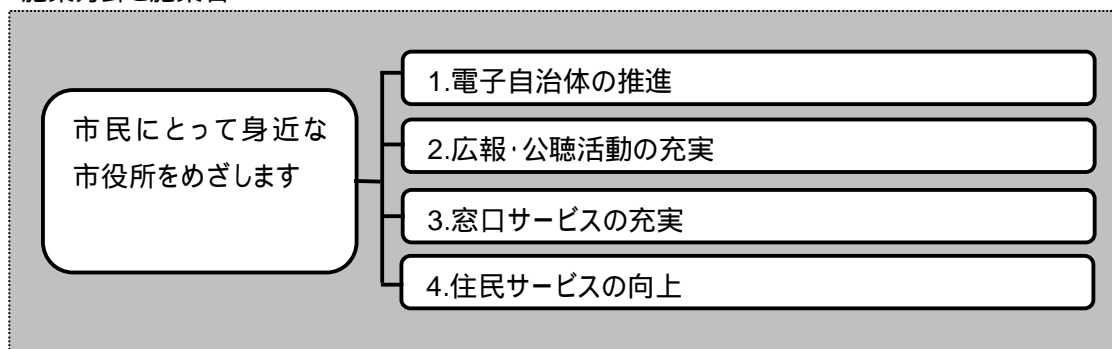 市民にとって身近な
市役所をめざします
1.電子自治体の推進
2.広報・公聴活動の充実
3.窓口サービスの充実
4.住民サービスの向上